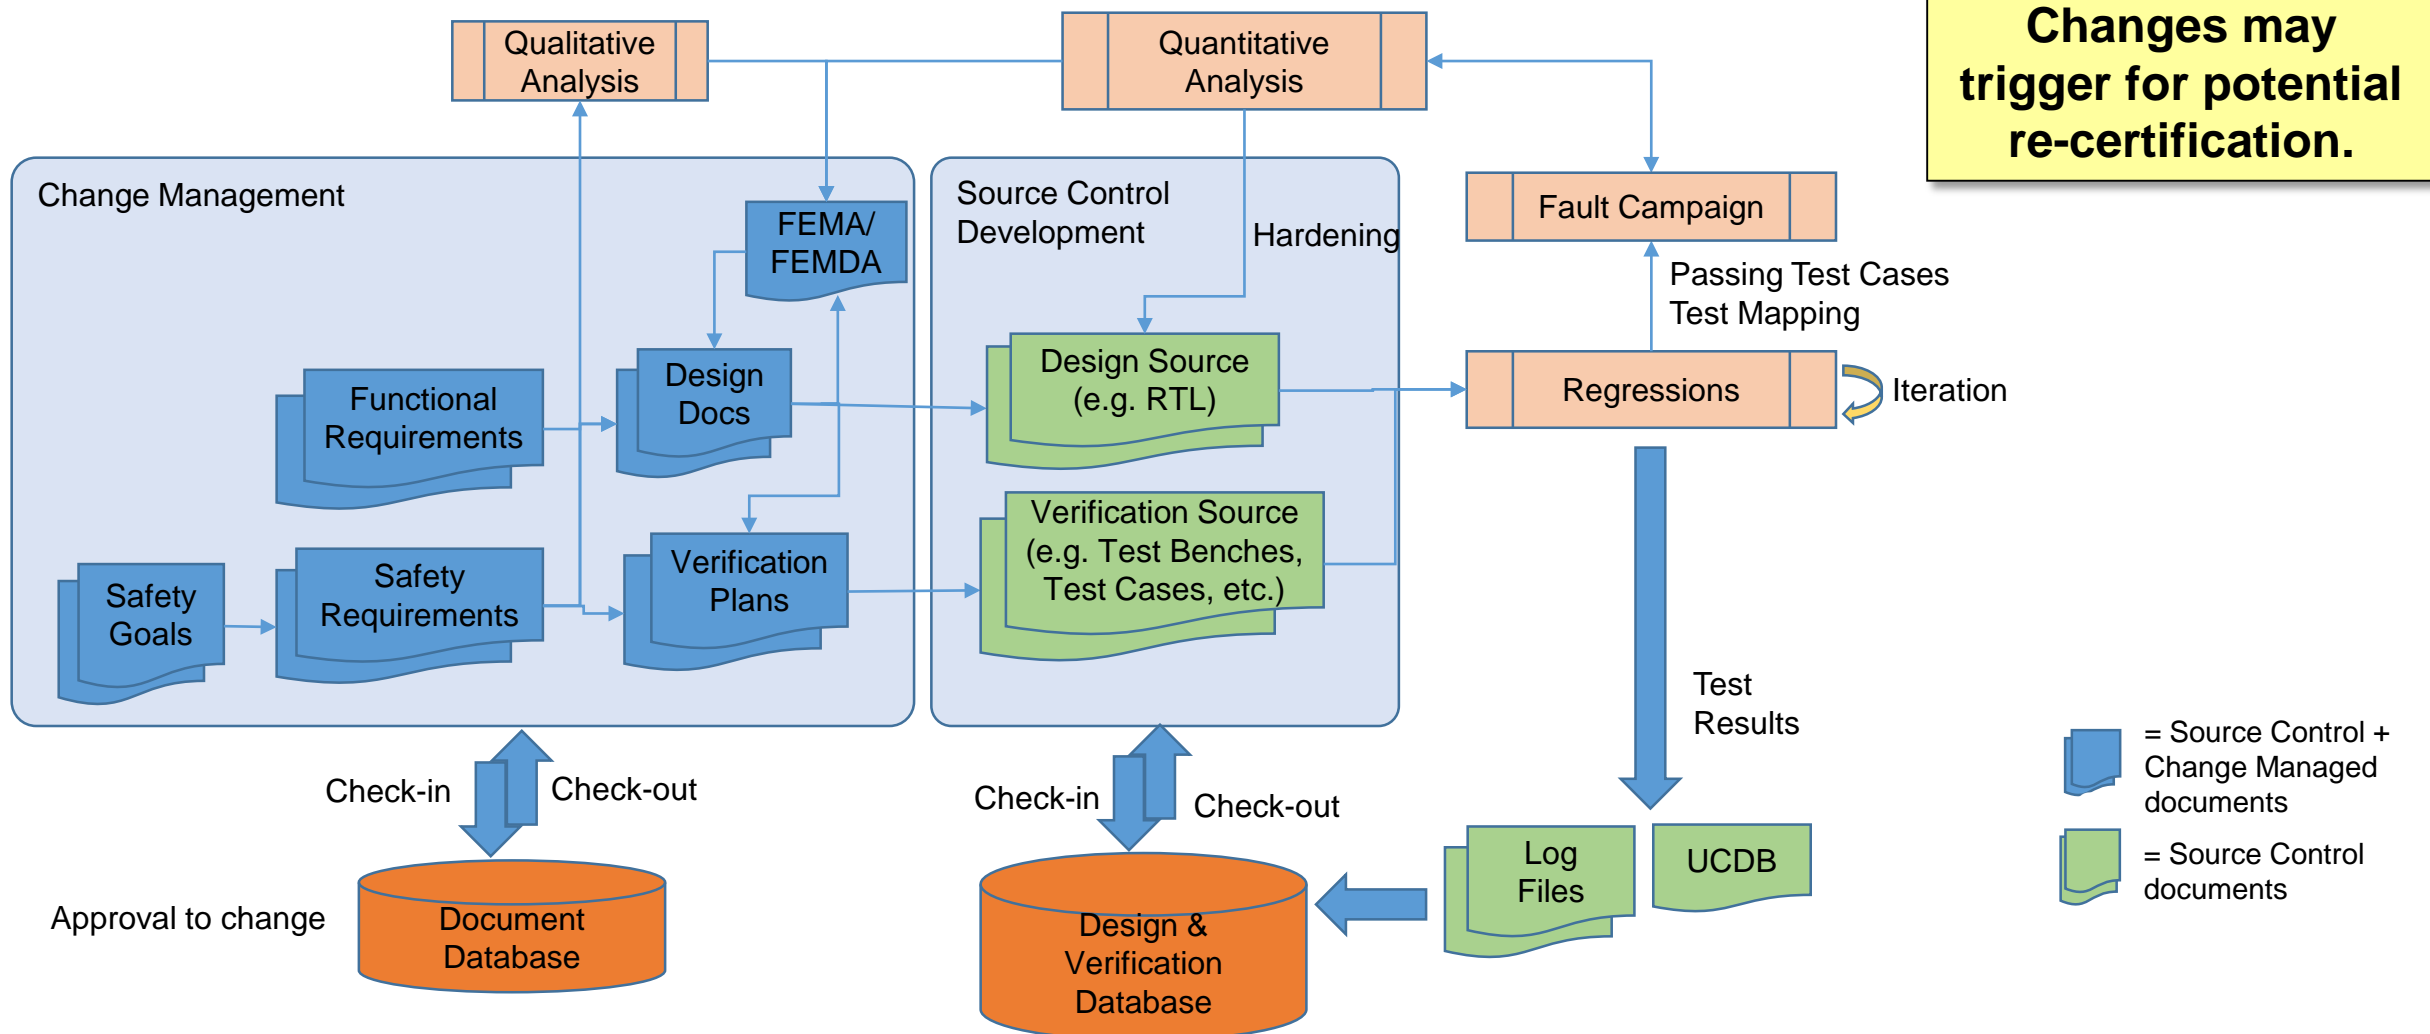 Qualitative
Analysis
Quantitative
Analysis
Changes may
trigger for potential
re-certification.
Change Management
Source Control
Development
FEMA/
FEMDA
Hardening
Fault Campaign
Passing Test Cases
Test Mapping
Functional
Requirements
Design
Docs
Design Source
(e.g. RTL)
Regressions
Iteration
Safety
Goals
Safety
Requirements
Verification
Plans
Verification Source
(e.g. Test Benches,
Test Cases, etc.)
Test
Results
Check-in
Check-out
Check-in
Check-out
= Source Control +
Change Managed
documents
= Source Control
documents
Approval to change
Document
Database
Design &
Verification
Database
Log
Files
UCDB